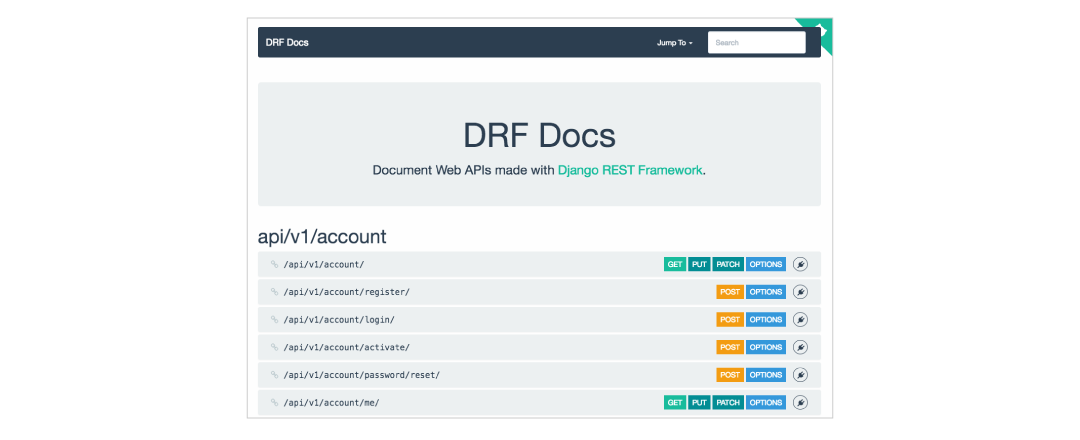 DRF Docs Jump To Search
DRF Docs
Document Web APIs made with Django REST Framework.
api/v1/account
/api/v1/account/ GET PUT PATCH OPTIONS
/api/v1/account/register/ POST OPTIONS
/api/v1/account/login/ POST OPTIONS
/api/v1/account/activate/ POST OPTIONS
/api/v1/account/password/reset/ POST OPTIONS
/api/v1/account/me/ GET PUT PATCH OPTIONS